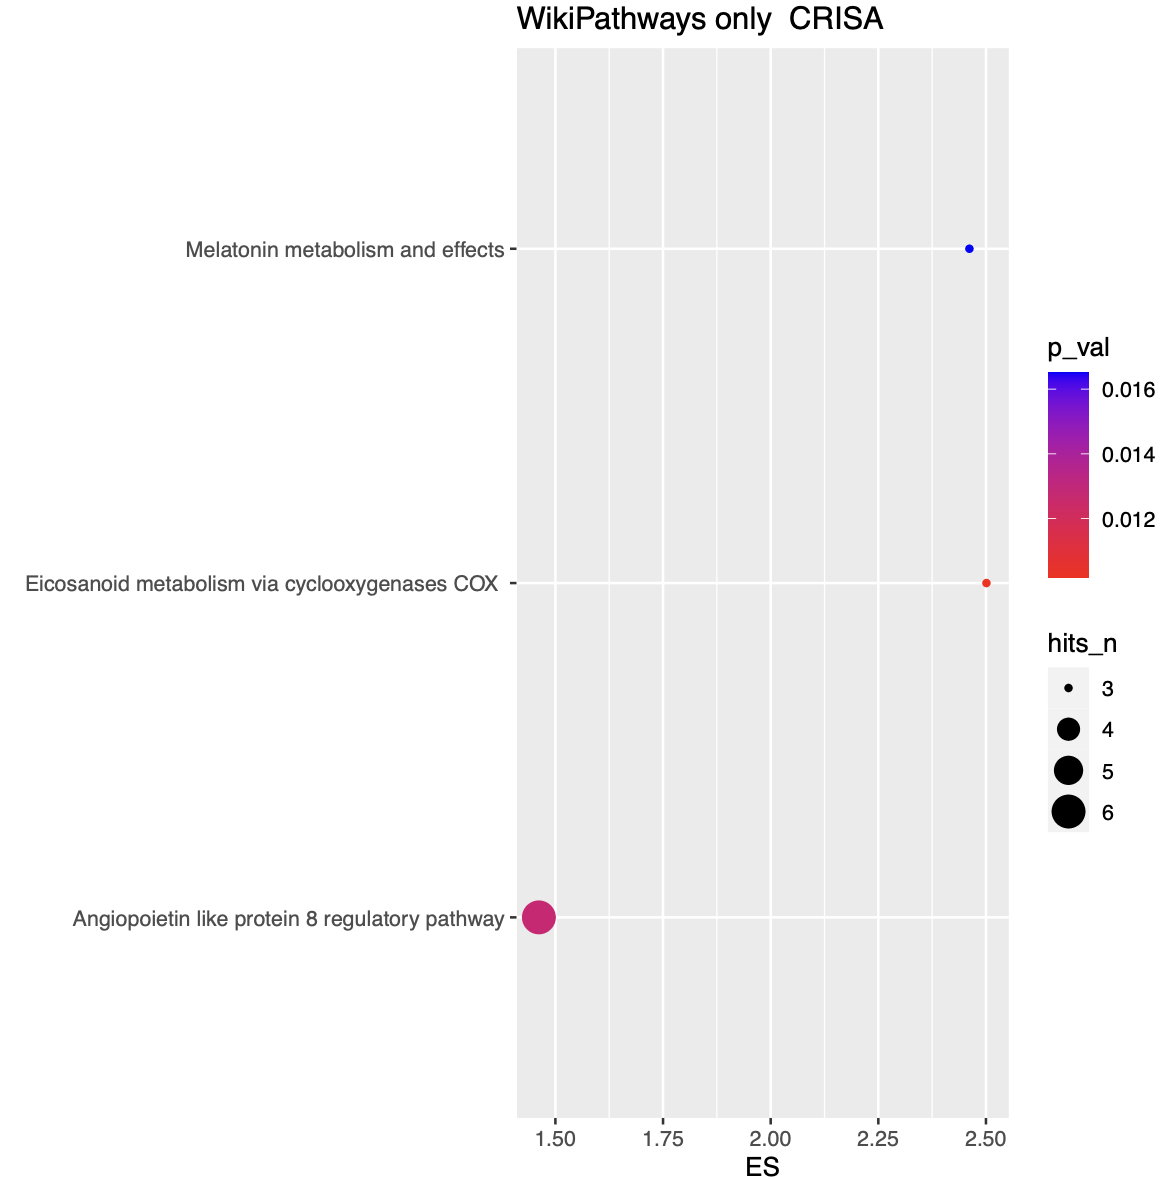 WikiPathways only  CRISA
Melatonin metabolism and effects
Eicosanoid metabolism via cyclooxygenases COX
Angiopoietin like protein 8 regulatory pathway
1.50 1.75 2.00 2.25 2.50
ES
p_val
0.016
0.014
0.012
hits_n
3
4
5
6